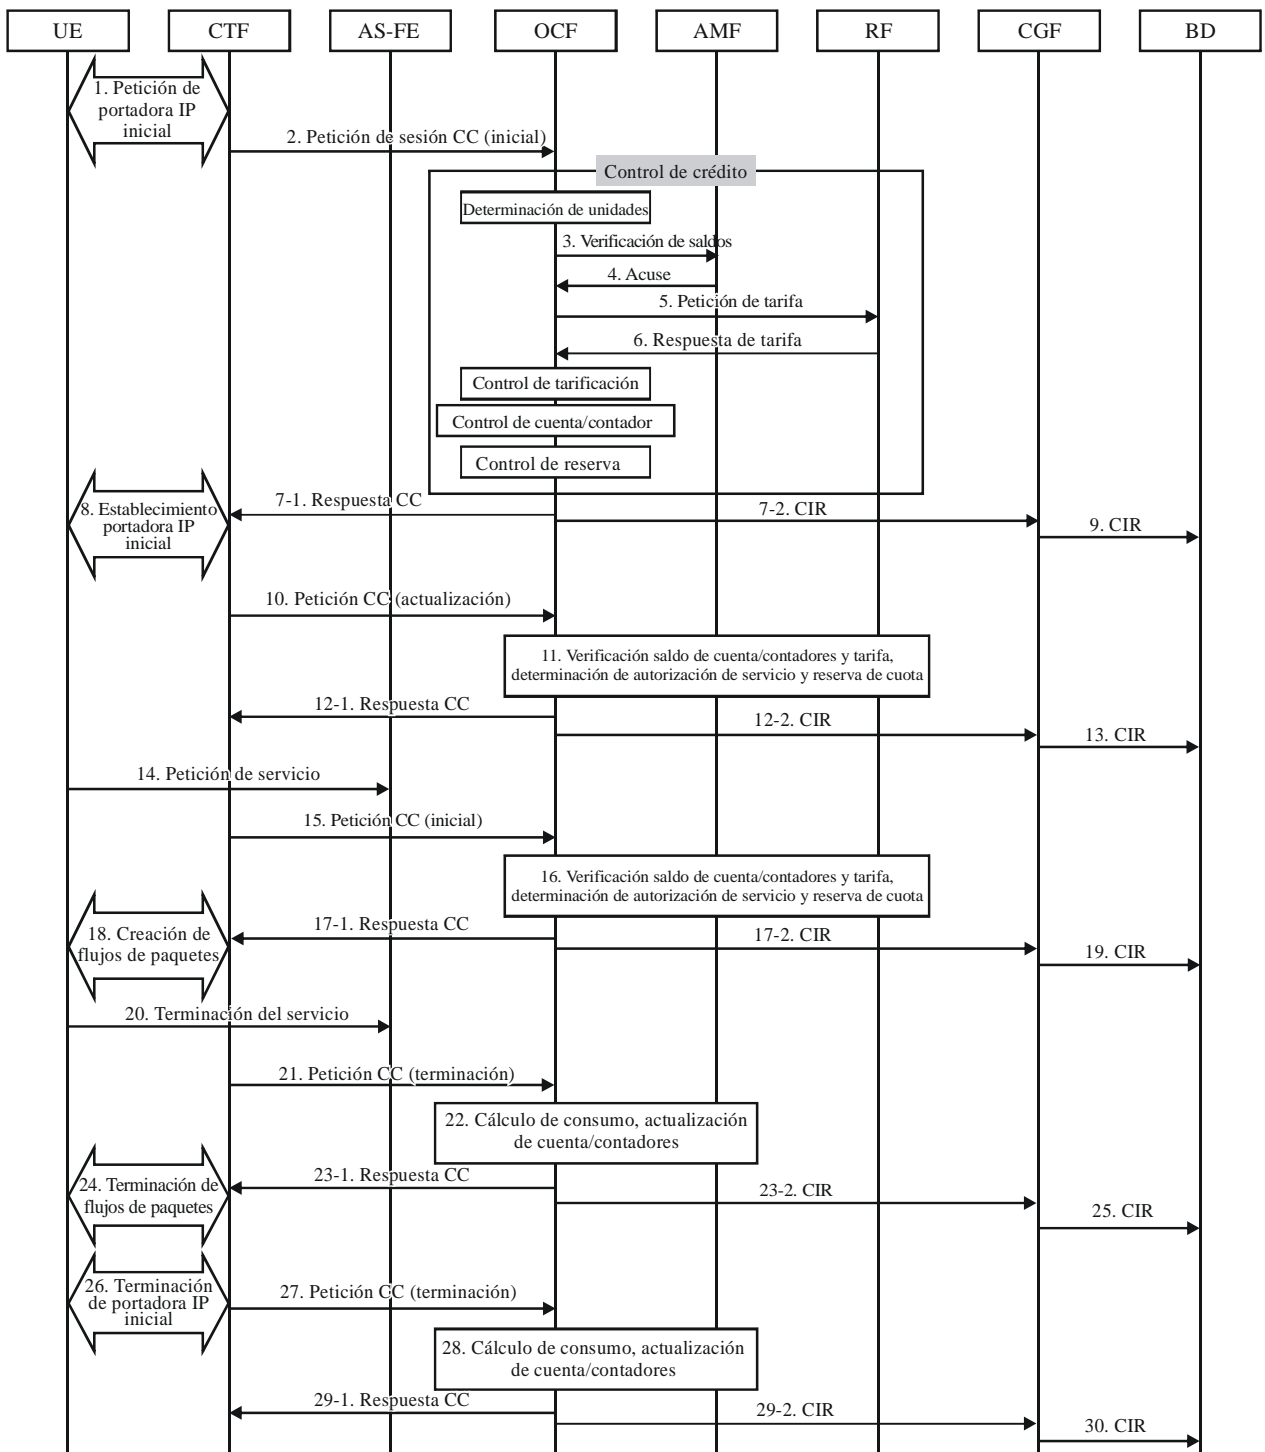 UE
CTF
AS-FE
OCF
AMF
RF
CGF
BD
1. Petición de
portadora IP
inicial
2. Petición de sesión CC (inicial)
Control de crédito
Determinación de unidades
3. Verificación de saldos
4. Acuse
5. Petición de tarifa
6. Respuesta de tarifa
Control de tarificación
Control de cuenta/contador
Control de reserva
7-1. Respuesta CC
7-2. CIR
8. Establecimiento
portadora IP
inicial
9. CIR
10. Petición CC (actualización)
11. Verificación saldo de cuenta/contadores y tarifa,
determinación de autorización de servicio y reserva de cuota
12-1. Respuesta CC
12-2. CIR
13. CIR
14. Petición de servicio
15. Petición CC (inicial)
16. Verificación saldo de cuenta/contadores y tarifa,
determinación de autorización de servicio y reserva de cuota
17-1. Respuesta CC
17-2. CIR
18. Creación de
flujos de paquetes
19. CIR
20. Terminación del servicio
21. Petición CC (terminación)
22. Cálculo de consumo, actualización
de cuenta/contadores
23-1. Respuesta CC
23-2. CIR
24. Terminación de
flujos de paquetes
25. CIR
26. Terminación
de portadora IP
inicial
27. Petición CC (terminación)
28. Cálculo de consumo, actualización
de cuenta/contadores
29-1. Respuesta CC
29-2. CIR
30. CIR